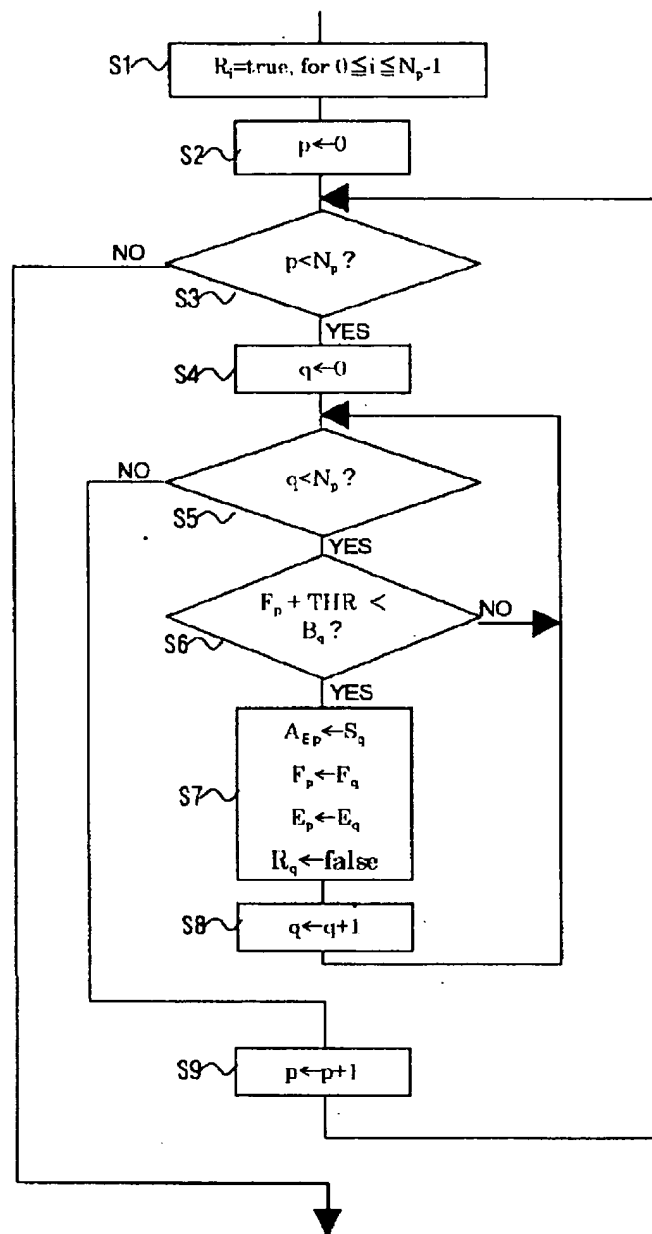 S1
R_i=true, for 0≦i≦N_p-1
S2
p←0
NO
p<N_p?
S3
YES
S4
q←0
NO
q<N_p?
S5
YES
F_p + THR <
B_q?
NO
S6
YES
A_Ep←S_q
F_p←F_q
S7
E_p←E_q
R_q←false
S8
q←q+1
S9
p←p+1